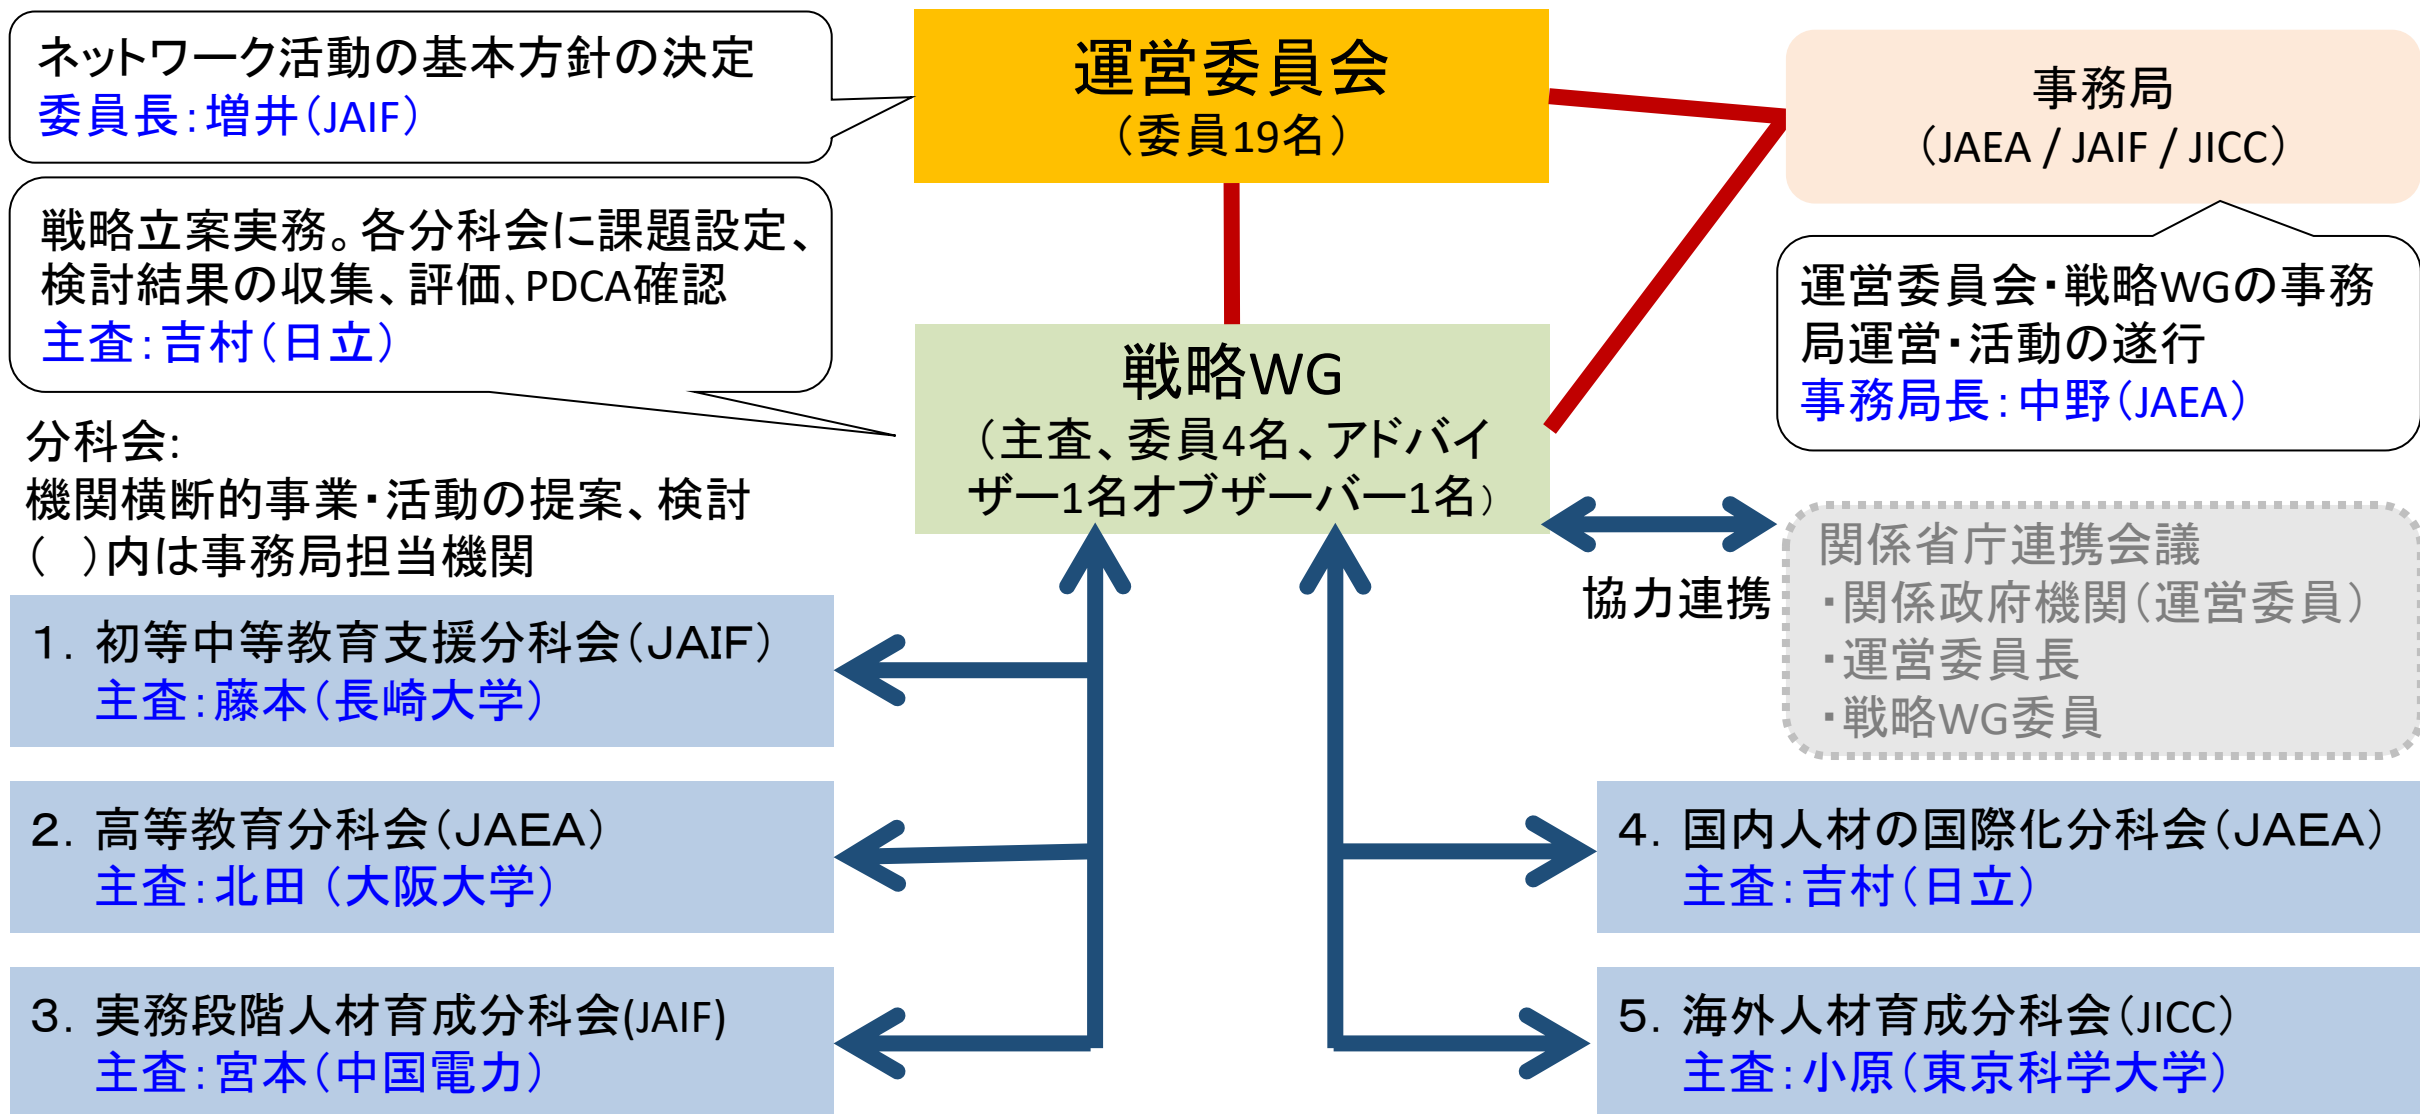 ネットワーク活動の基本方針の決定
委員長：増井（JAIF）
運営委員会
（委員19名）
事務局
（JAEA / JAIF / JICC）
戦略立案実務。各分科会に課題設定、
検討結果の収集、評価、PDCA確認
主査：吉村（日立）
運営委員会・戦略WGの事務
局運営・活動の遂行
事務局長：中野（JAEA）
戦略WG
（主査、委員4名、アドバイ
ザー1名オブザーバー1名）
分科会:
機関横断的事業・活動の提案、検討
（　）内は事務局担当機関
協力連携
関係省庁連携会議
・関係政府機関（運営委員）
・運営委員長
・戦略WG委員
１．初等中等教育支援分科会（JAIF）
主査：藤本（長崎大学）
２．高等教育分科会（JAEA）
主査：北田（大阪大学）
３．実務段階人材育成分科会(JAIF)
主査：宮本（中国電力）
４．国内人材の国際化分科会（JAEA）
主査：吉村（日立）
５．海外人材育成分科会（JICC）
主査：小原（東京科学大学）